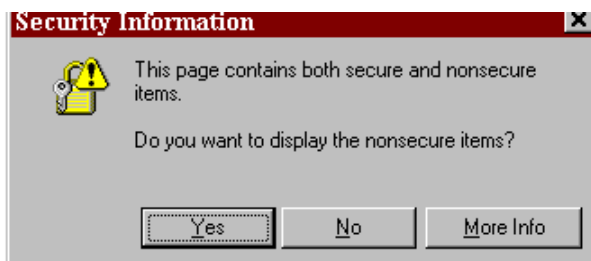 Security Information
This page contains both secure and nonsecure
items.
Do you want to display the nonsecure items?
Yes
No
More Info